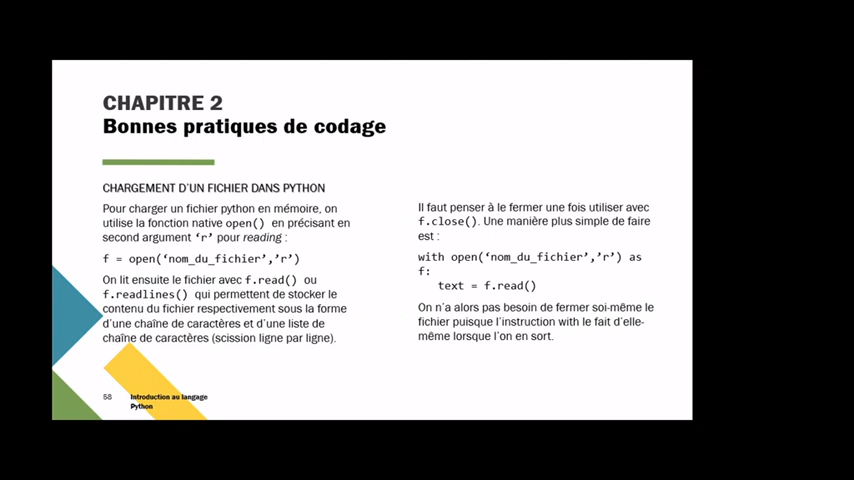 CHAPITRE 2
Bonnes pratiques de codage
CHARGEMENT D'UN FICHIER DANS PYTHON
Pour charger un fichier python en mémoire, on
utilise la fonction native open() en précisant en
second argument ‘r’ pour reading :
f = open(‘nom_du_fichier’,’r’)
On lit ensuite le fichier avec f.read() ou
f.readlines() qui permettent de stocker le
contenu du fichier respectivement sous la forme
d'une chaîne de caractères et d'une liste de
chaîne de caractères (scission ligne par ligne).
Il faut penser à le fermer une fois utiliser avec
f.close(). Une manière plus simple de faire
est :
with open(‘nom_du_fichier’,’r’) as
f:
text = f.read()
On n'a alors pas besoin de fermer soi-même le
fichier puisque l'instruction with le fait d'elle-
même lorsque l'on en sort.
58
Introduction au langage
Python